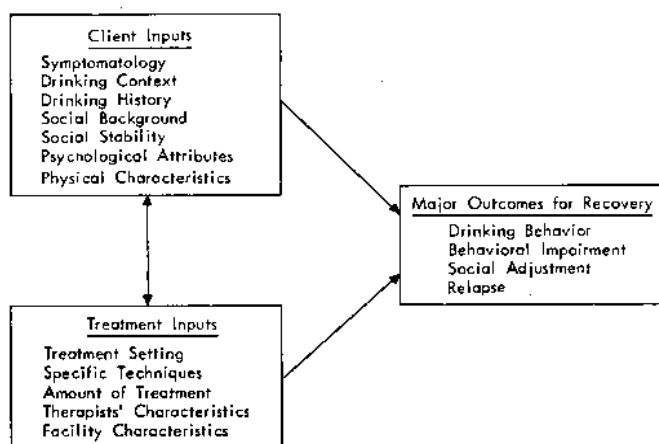 Client Inputs
Symptomatology
Drinking Context
Drinking History
Social Background
Social Stability
Psychological Attributes
Physical Characteristics
Major Outcomes for Recovery
Drinking Behavior
Behavioral Impairment
Social Adjustment
Relapse
Treatment Inputs
Treatment Setting
Specific Techniques
Amount of Treatment
Therapists' Characteristics
Facility Characteristics